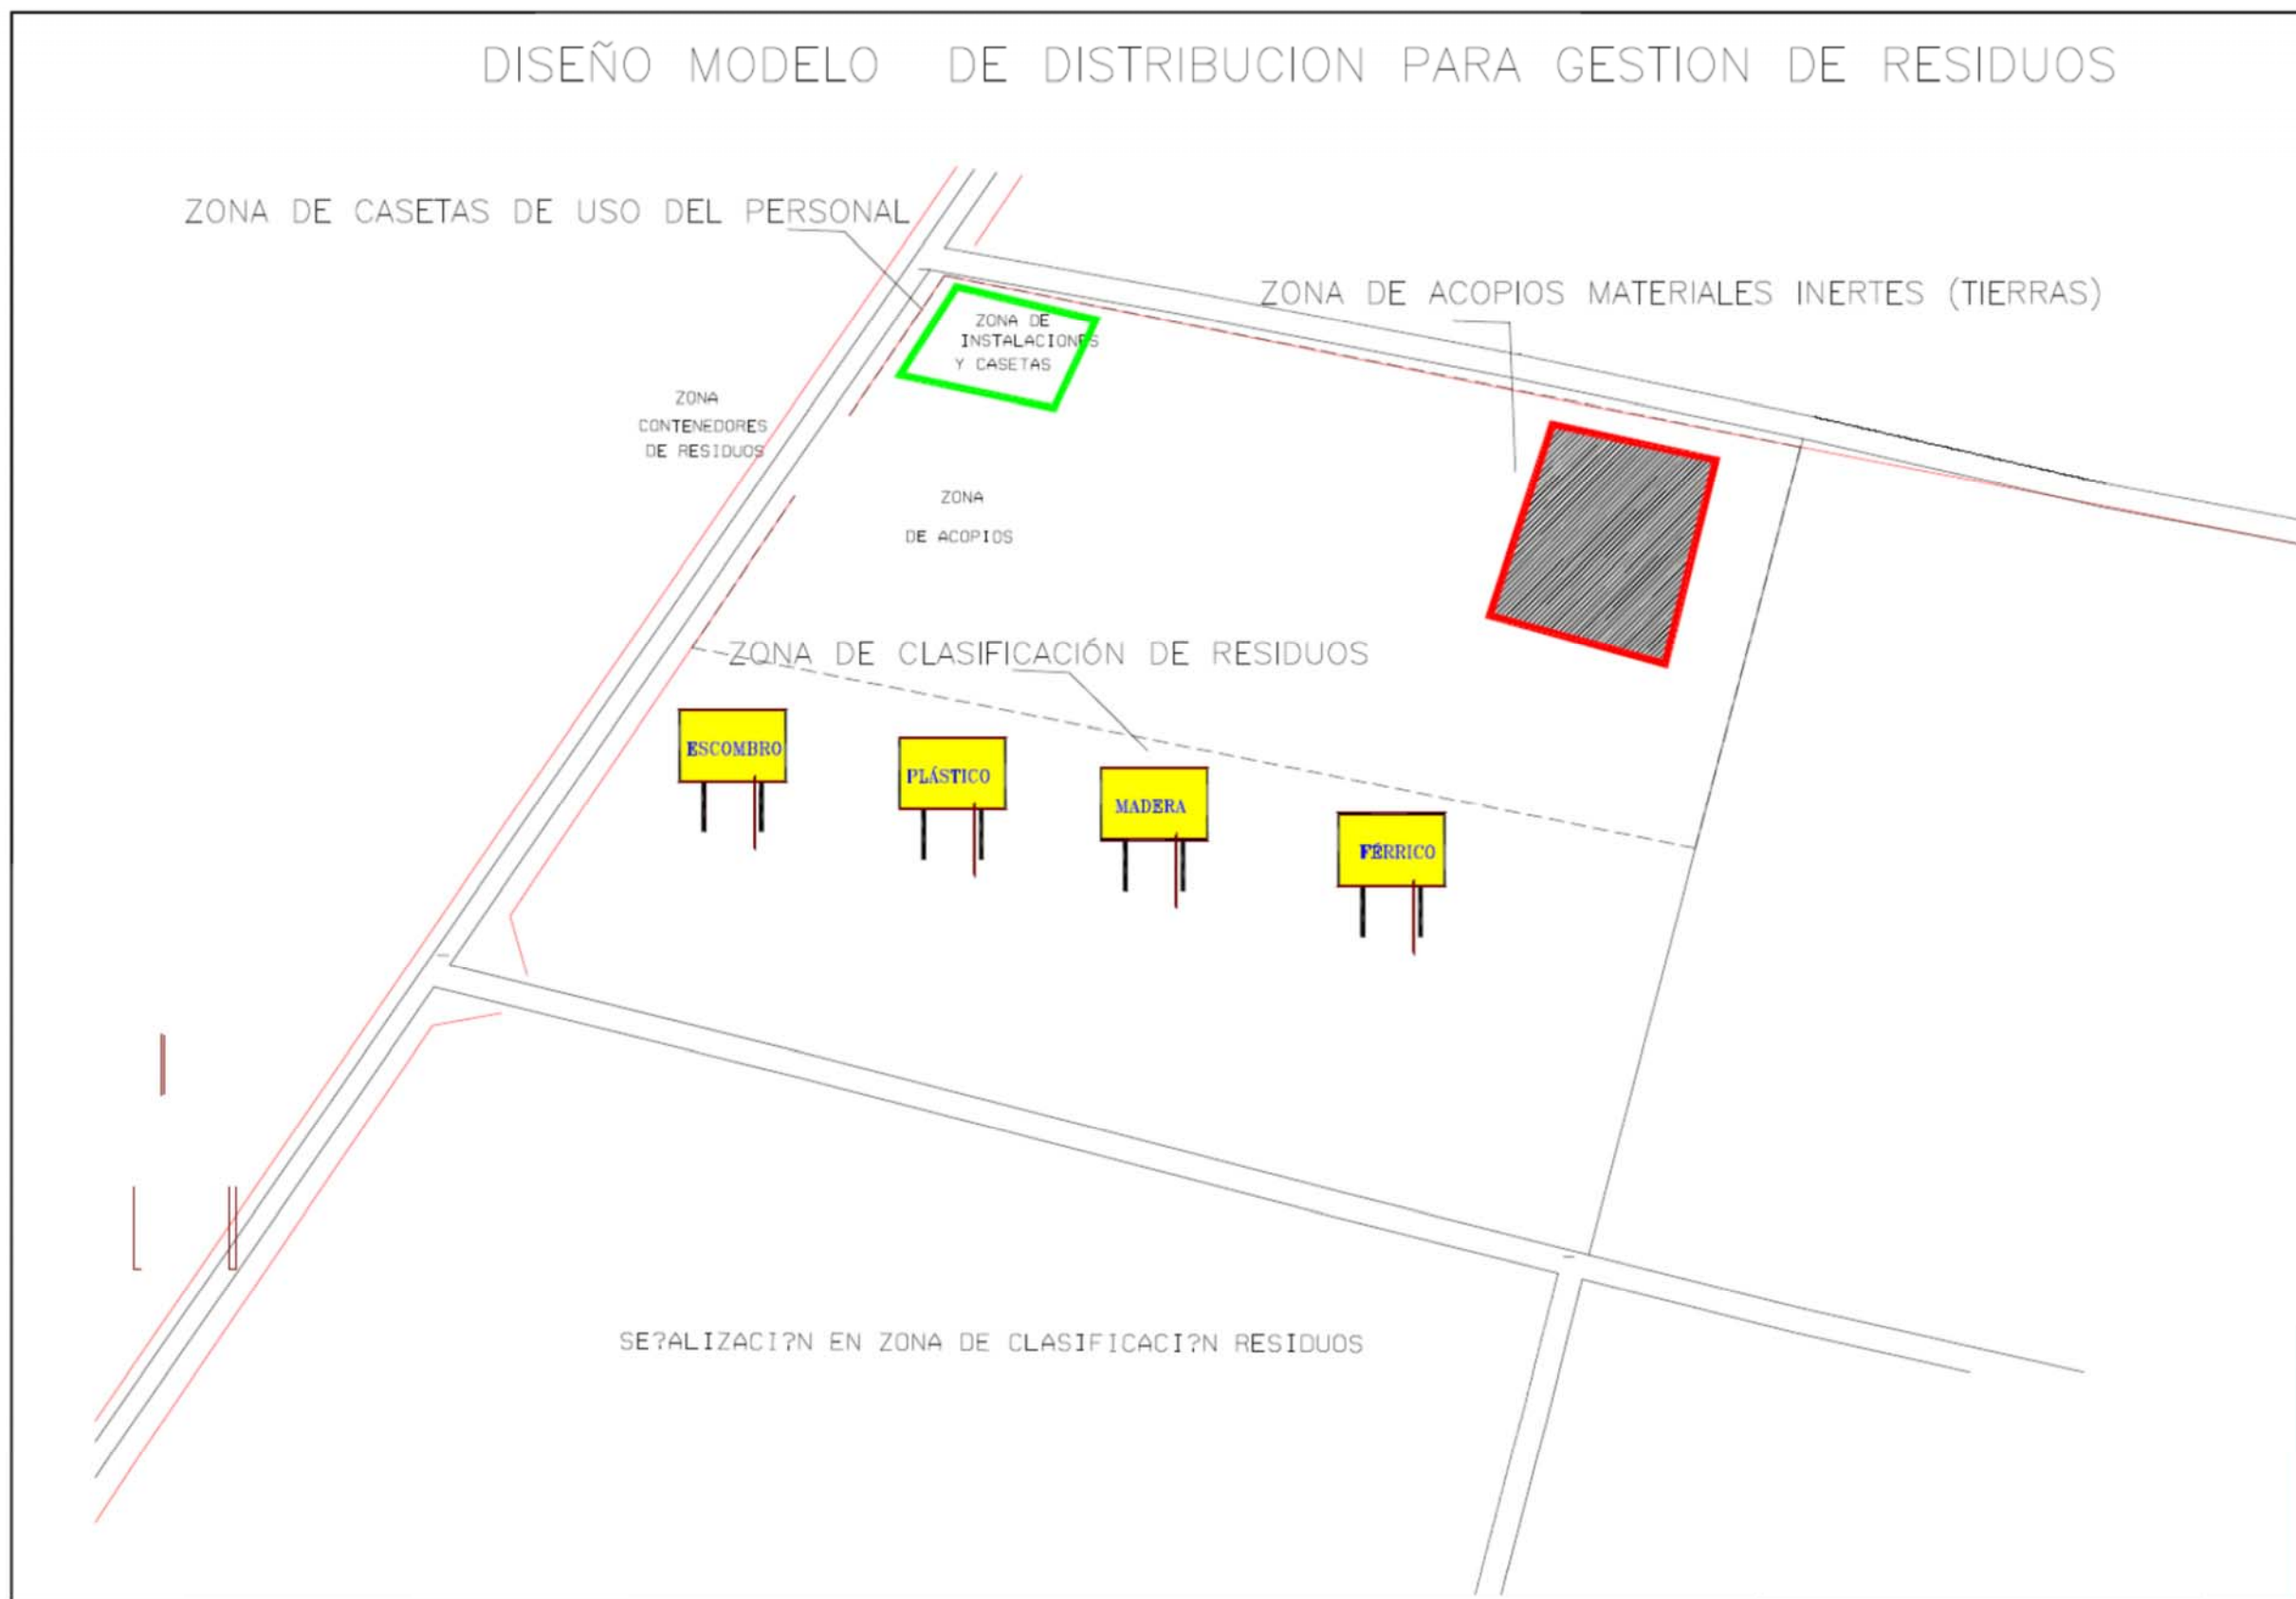 DISEÑO MODELO DE DISTRIBUCION PARA GESTION DE RESIDUOS
ZONA DE CASETAS DE USO DEL PERSONAL
ZONA DE ACOPIOS MATERIALES INERTES (TIERRAS)
ZONA DE
INSTALACIONES
Y CASETAS
ZONA
CONTENEDORES
DE RESIDUOS
ZONA
DE ACOPIOS
ZONA DE CLASIFICACIÓN DE RESIDUOS
ESCOMBRO
PLÁSTICO
MADERA
FÉRRICO
SE?ALIZACI?N EN ZONA DE CLASIFICACI?N RESIDUOS